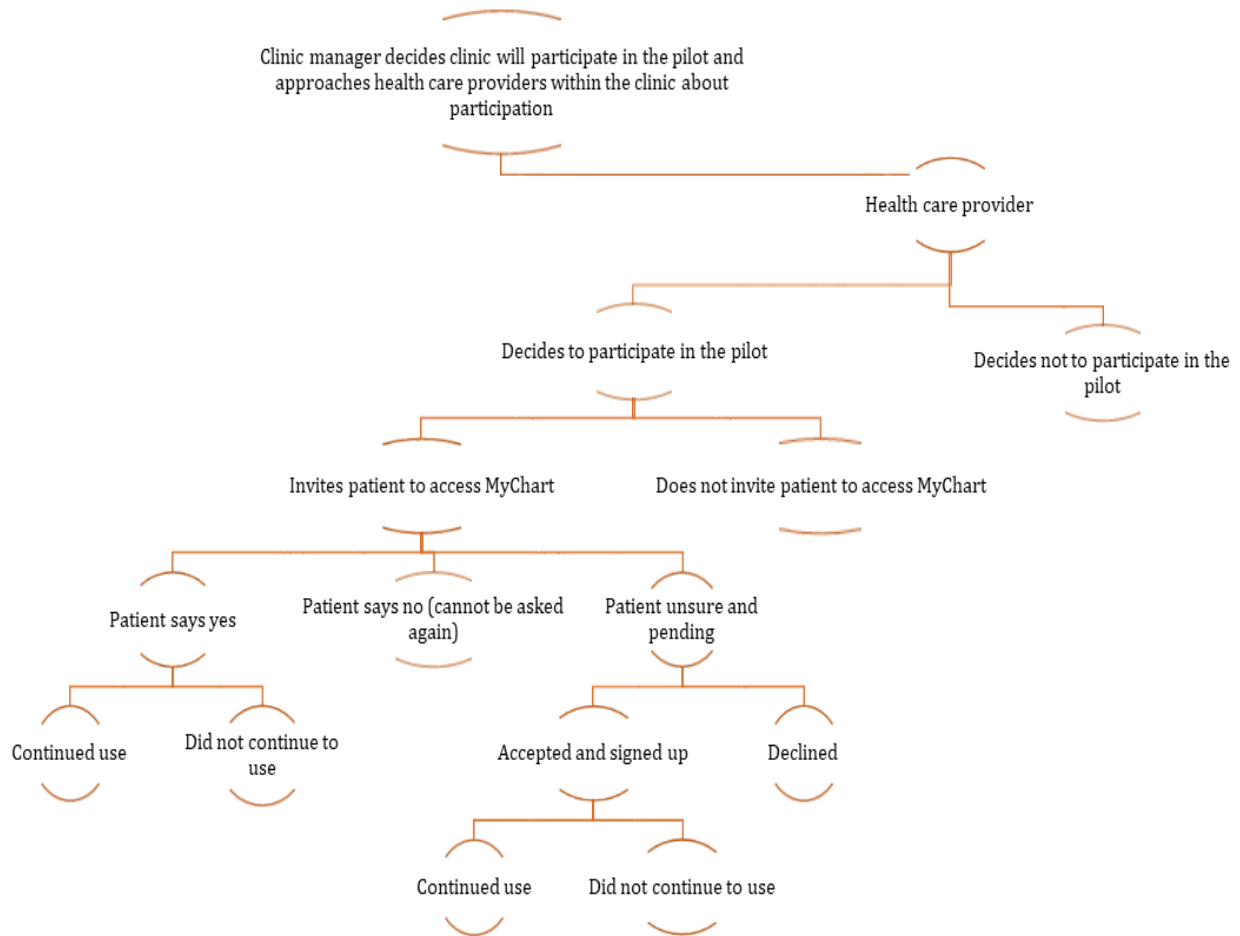 Clinic manager decides clinic will participate in the pilot and
approaches health care providers within the clinic about
participation
Health care provider
Decides to participate in the pilot
Decides not to participate in the
pilot
Invites patient to access MyChart
Does not invite patient to access MyChart
Patient says yes
Patient says no (cannot be asked
again)
Patient unsure and
pending
Continued use
Did not continue to
use
Accepted and signed up
Declined
Continued use
Did not continue to use